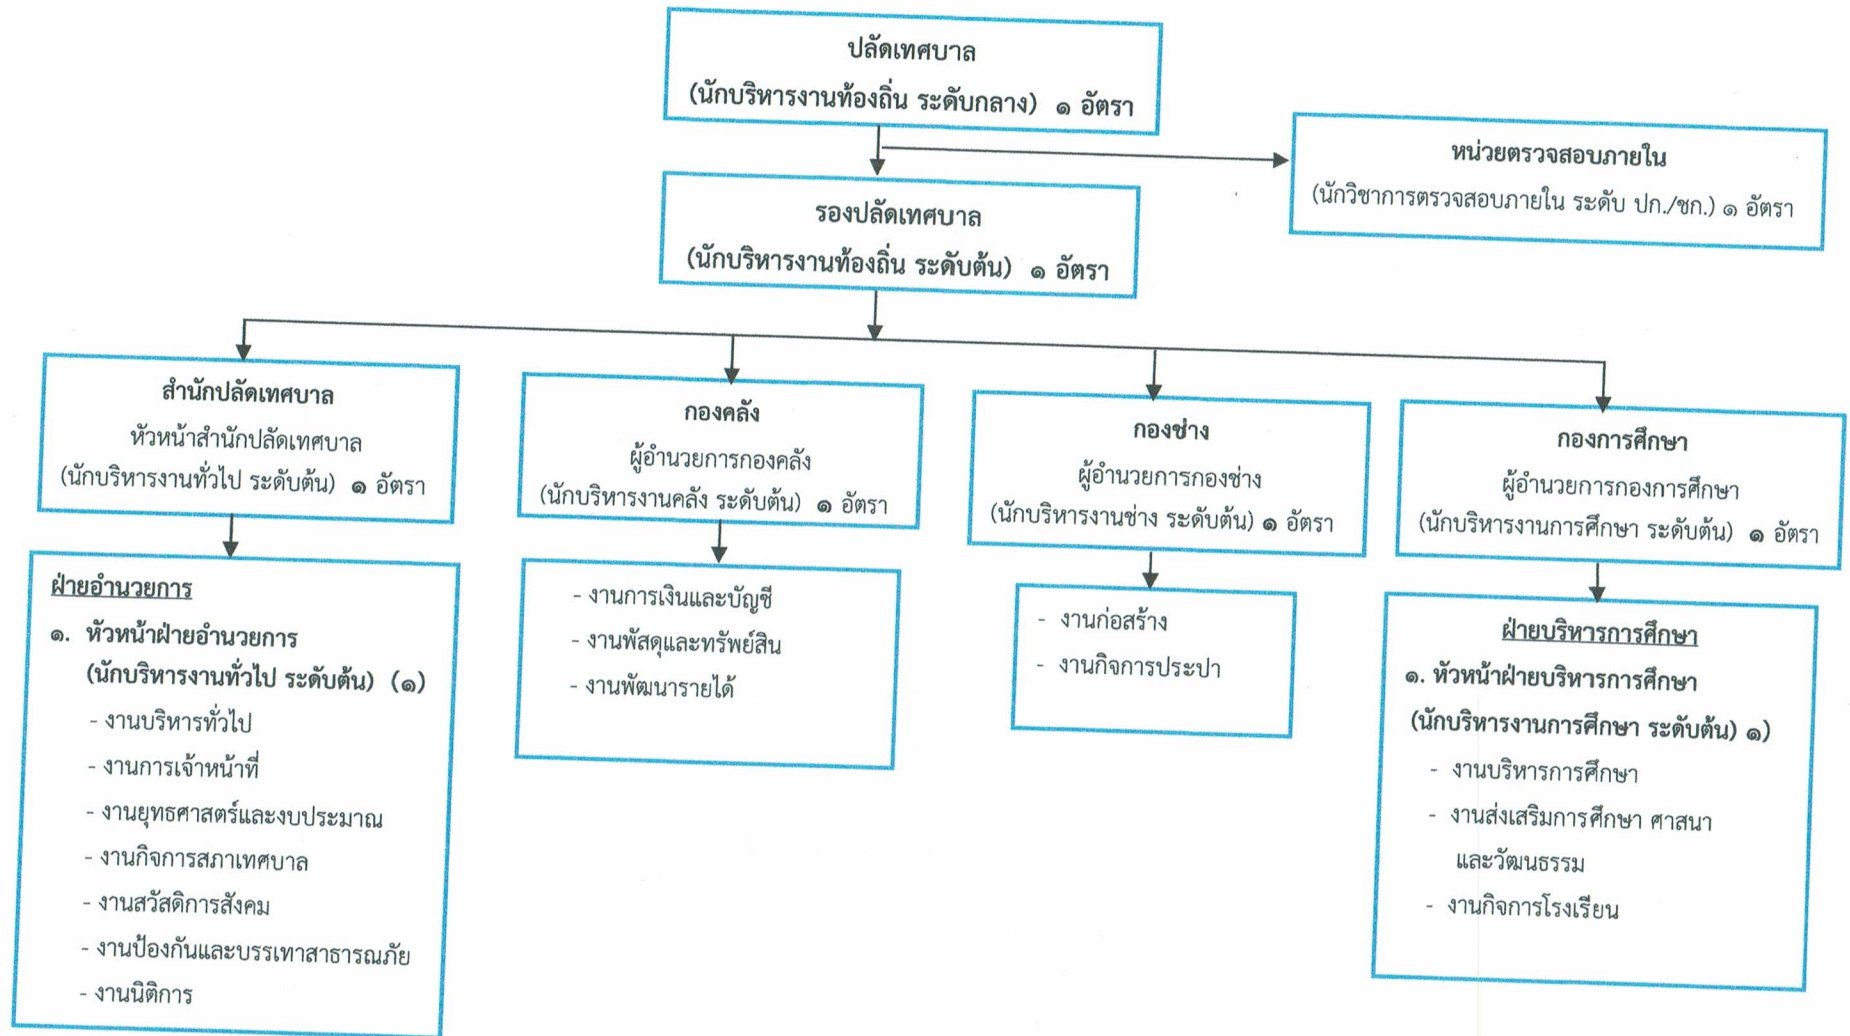 ปลัดเทศบาล
(นักบริหารงานท้องถิ่น ระดับกลาง) ๑ อัตรา
หน่วยตรวจสอบภายใน
(นักวิชาการตรวจสอบภายใน ระดับ ปก./ชก.) ๑ อัตรา
รองปลัดเทศบาล
(นักบริหารงานท้องถิ่น ระดับต้น) ๑ อัตรา
สำนักปลัดเทศบาล
หัวหน้าสำนักปลัดเทศบาล
(นักบริหารงานทั่วไป ระดับต้น) ๑ อัตรา
กองคลัง
ผู้อำนวยการกองคลัง
(นักบริหารงานคลัง ระดับต้น) ๑ อัตรา
กองช่าง
ผู้อำนวยการกองช่าง
(นักบริหารงานช่าง ระดับต้น) ๑ อัตรา
กองการศึกษา
ผู้อำนวยการกองการศึกษา
(นักบริหารงานการศึกษา ระดับต้น) ๑ อัตรา
ฝ่ายอำนวยการ
๑. หัวหน้าฝ่ายอำนวยการ
(นักบริหารงานทั่วไป ระดับต้น) (๑)
- งานบริหารทั่วไป
- งานการเจ้าหน้าที่
- งานยุทธศาสตร์และงบประมาณ
- งานกิจการสภาเทศบาล
- งานสวัสดิการสังคม
- งานป้องกันและบรรเทาสาธารณภัย
- งานนิติการ
- งานการเงินและบัญชี
- งานพัสดุและทรัพย์สิน
- งานพัฒนารายได้
- งานก่อสร้าง
- งานกิจการประปา
ฝ่ายบริหารการศึกษา
๑. หัวหน้าฝ่ายบริหารการศึกษา
(นักบริหารงานการศึกษา ระดับต้น) ๑)
- งานบริหารการศึกษา
- งานส่งเสริมการศึกษา ศาสนา
และวัฒนธรรม
- งานกิจการโรงเรียน